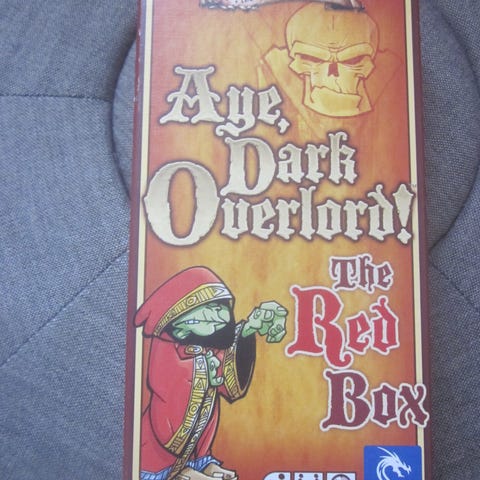 Aye,
Dark
Overlord!
The
Red
Box